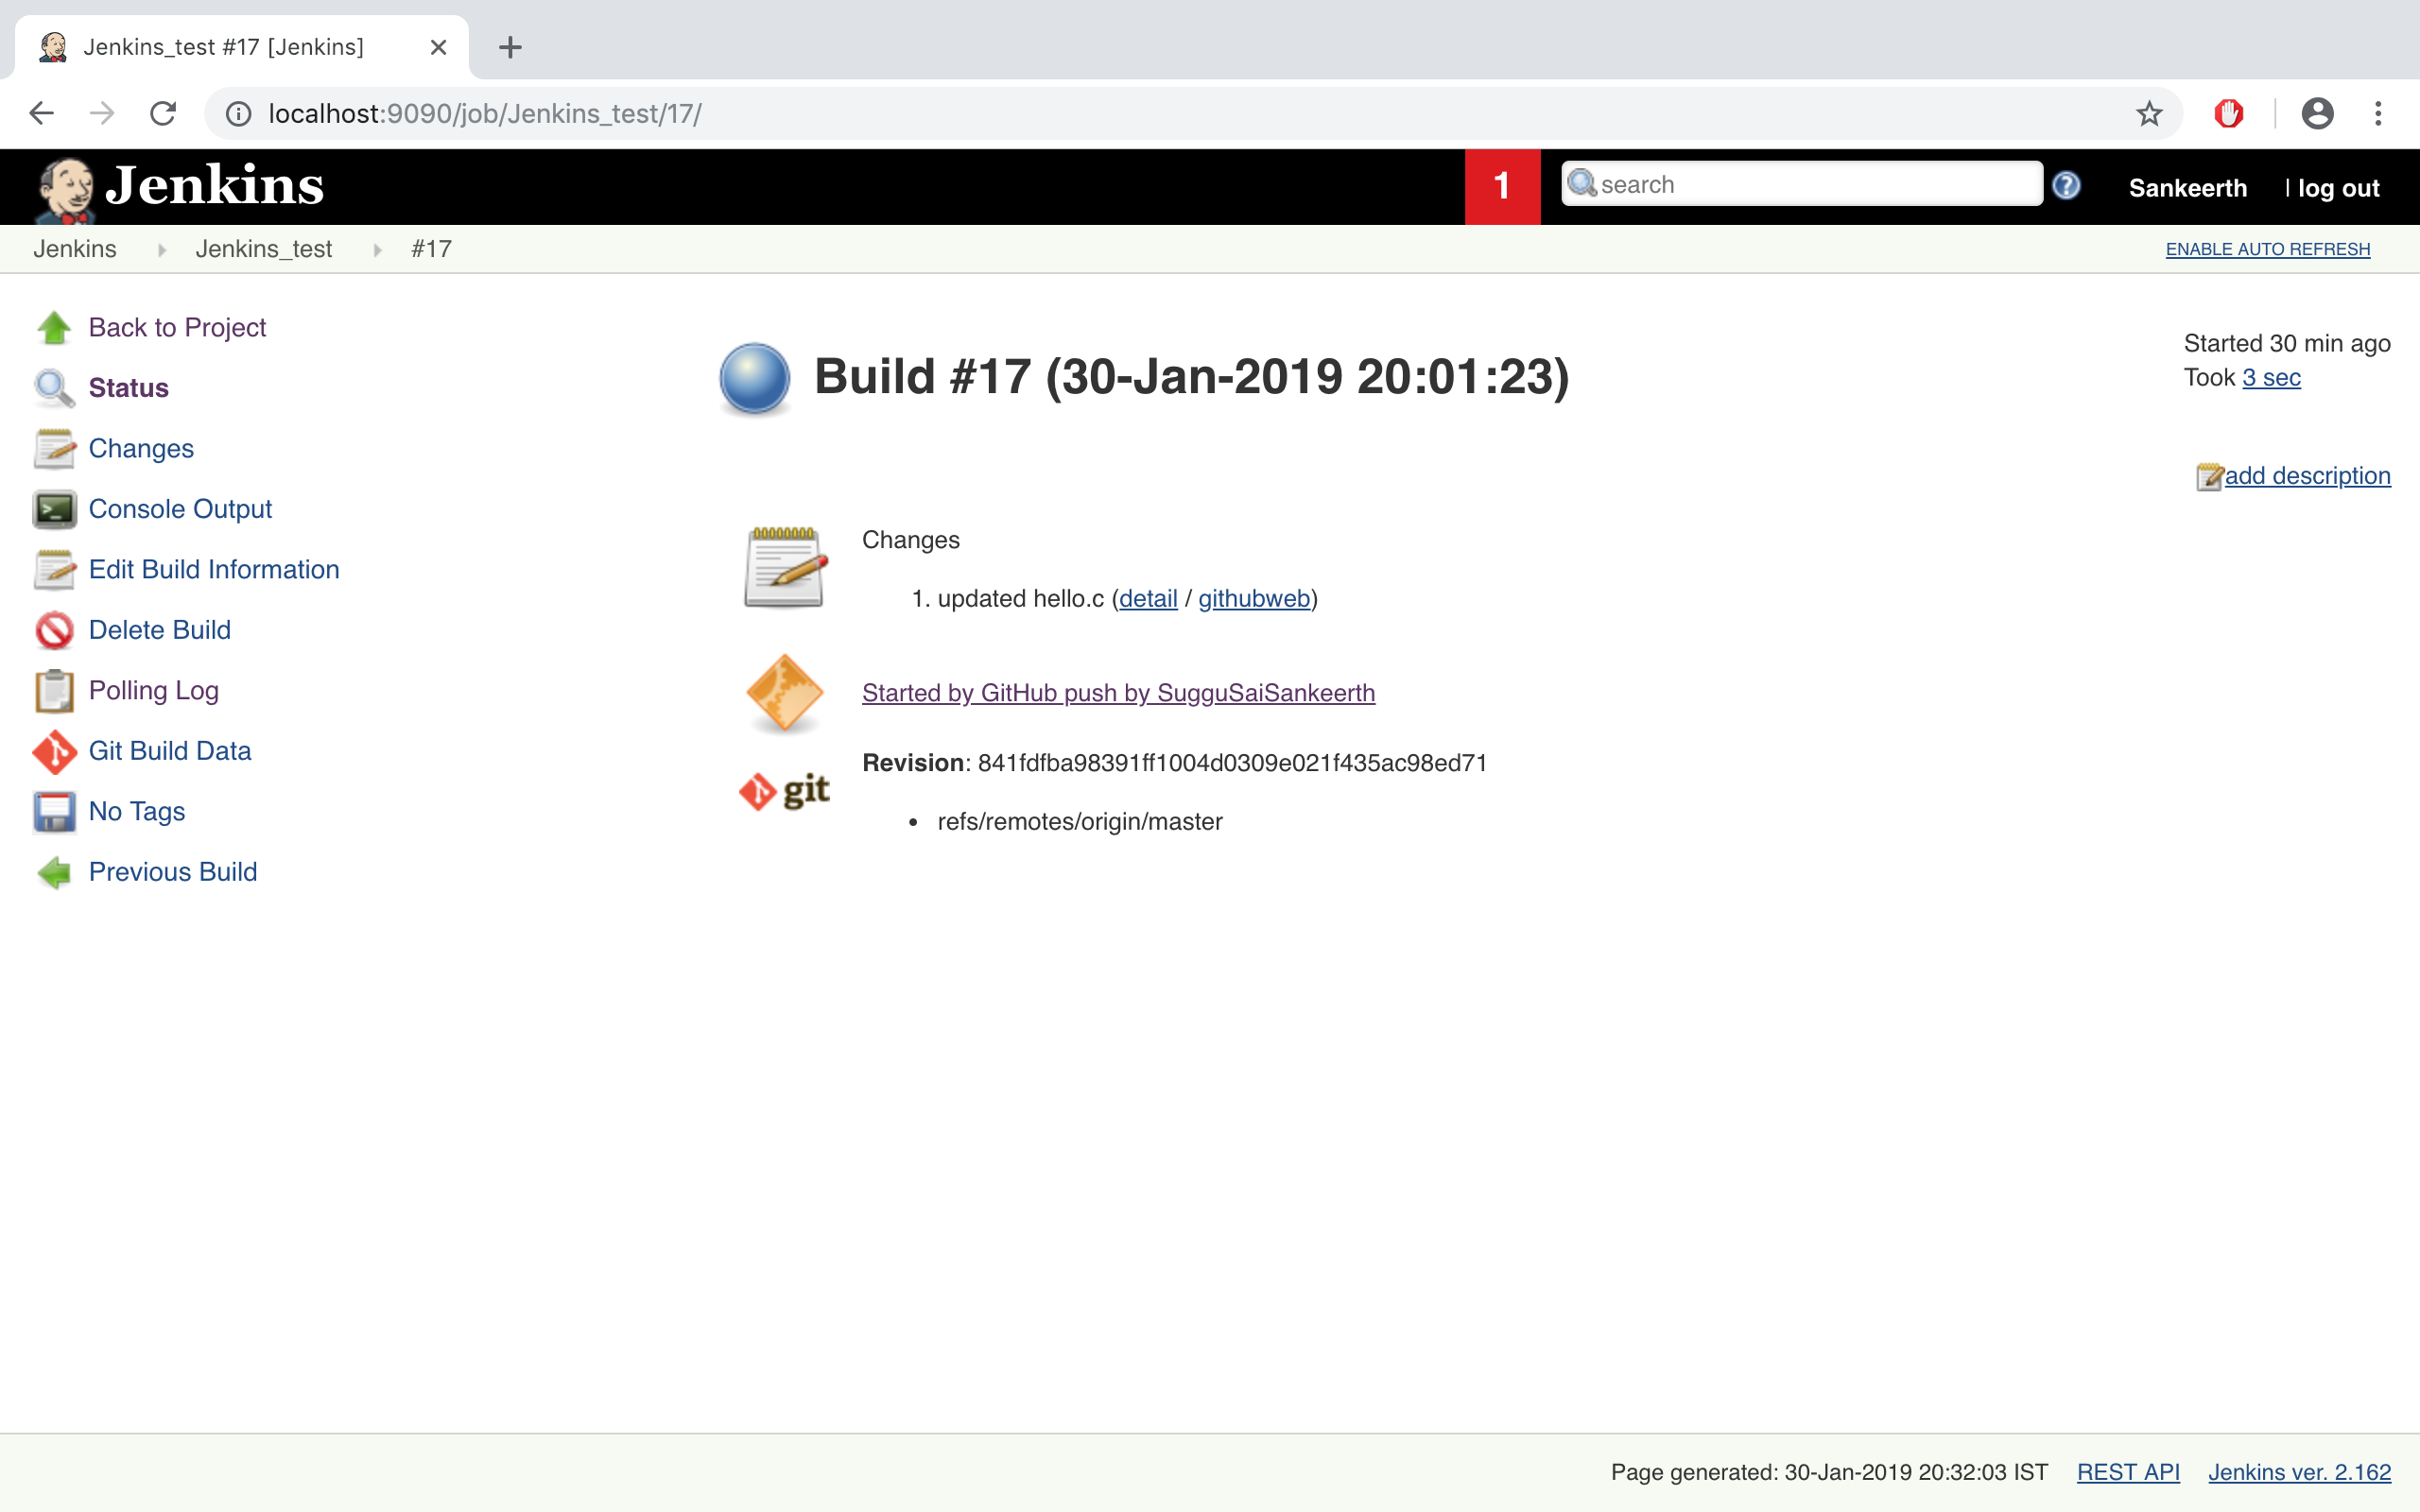 Jenkins_test #17 [Jenkins]
localhost:9090/job/Jenkins_test/17/
Jenkins
1
search
Sankeerth
| log out
Jenkins
Jenkins_test
#17
ENABLE AUTO REFRESH
Back to Project
Status
Changes
Console Output
Edit Build Information
Delete Build
Polling Log
Git Build Data
No Tags
Previous Build
Build #17 (30-Jan-2019 20:01:23)
Started 30 min ago
Took 3 sec
add description
Changes
1. updated hello.c (detail / githubweb)
Started by GitHub push by SugguSaiSankeerth
git
Revision: 841fdfba98391ff1004d0309e021f435ac98ed71
• refs/remotes/origin/master
Page generated: 30-Jan-2019 20:32:03 IST
REST API
Jenkins ver. 2.162